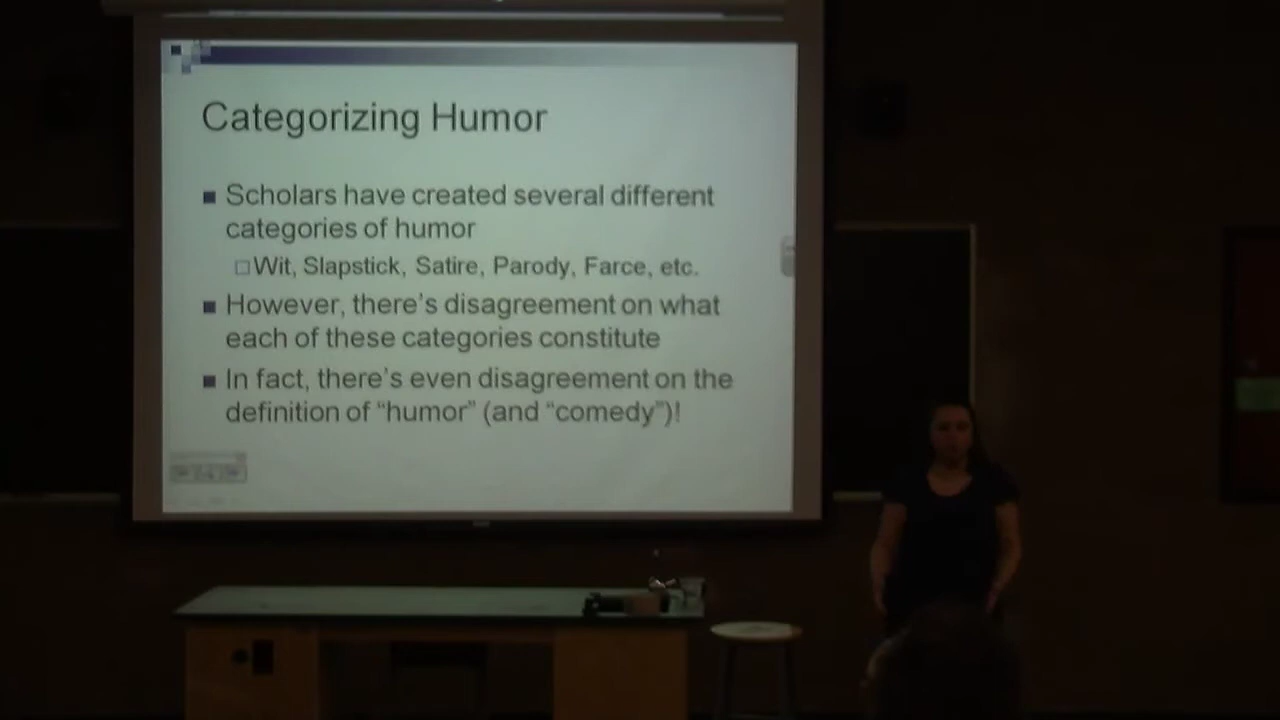 Categorizing Humor
Scholars have created several different
categories of humor
Wit, Slapstick, Satire, Parody, Farce, etc.
However, there's disagreement on what
each of these categories constitute
In fact, there's even disagreement on the
definition of “humor” (and “comedy”)!